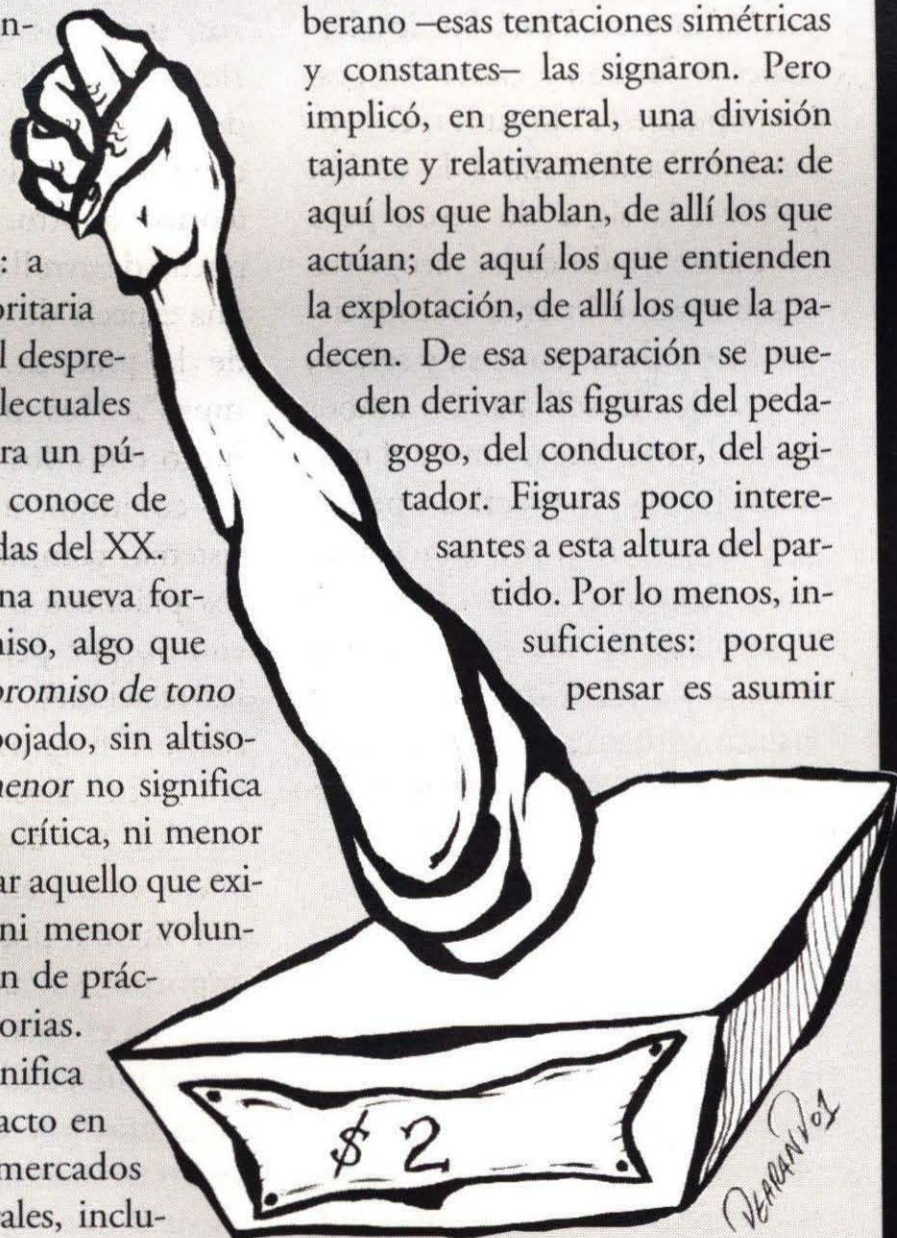 n-
: a
oritaria
l despre-
lectuales
ra un pú-
conoce de
das del XX.
na nueva for-
niso, algo que
promiso de tono
pojado, sin altiso-
nenor no significa
crítica, ni menor
ar aquello que exi-
ni menor volun-
n de prác-
orias.
nifica
acto en
mercados
rales, inclu-
berano –esas tentaciones simétricas
y constantes– las signaron. Pero
implicó, en general, una división
tajante y relativamente errónea: de
aquí los que hablan, de allí los que
actúan; de aquí los que entienden
la explotación, de allí los que la pa-
decen. De esa separación se pue-
den derivar las figuras del peda-
gogo, del conductor, del agi-
tador. Figuras poco intere-
santes a esta altura del par-
tido. Por lo menos, in-
suficientes: porque
pensar es asumir
$ 2